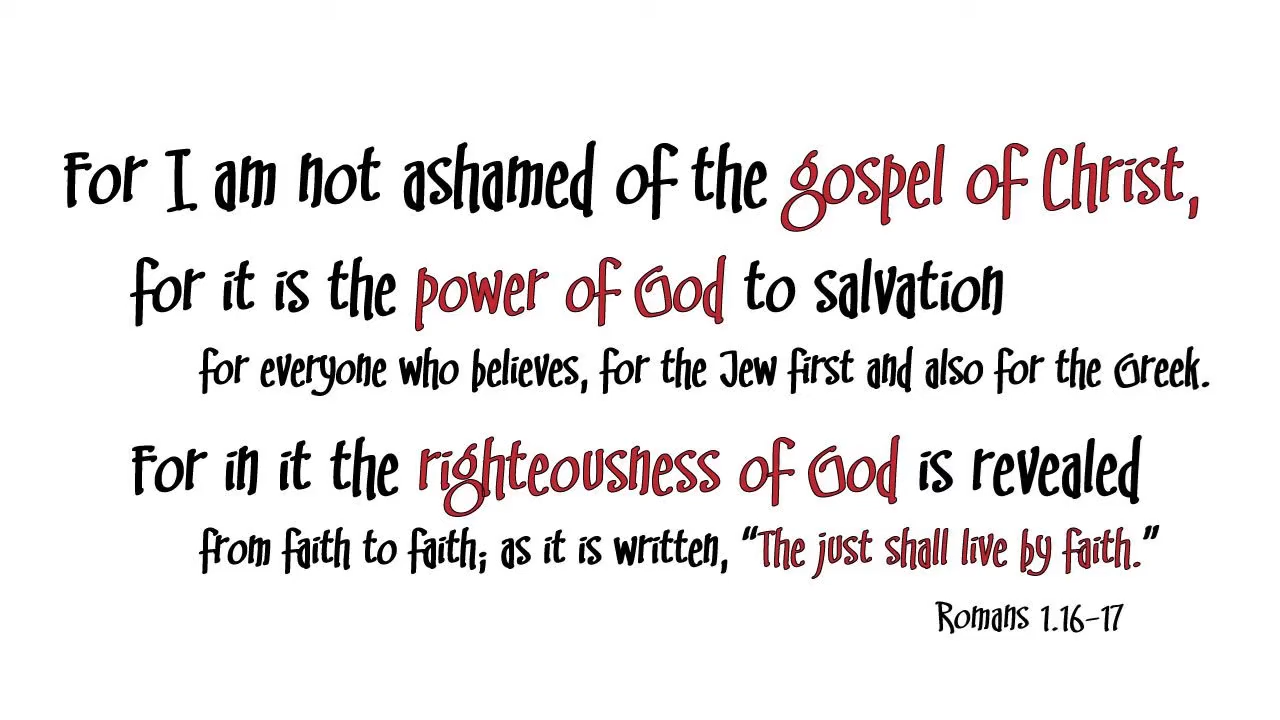 For I am not ashamed of the gospel of Christ,
for it is the power of God to salvation
for everyone who believes, for the Jew first and also for the Greek.
For in it the righteousness of God is revealed
from faith to faith; as it is written, “The just shall live by faith.”
Romans 1.16-17